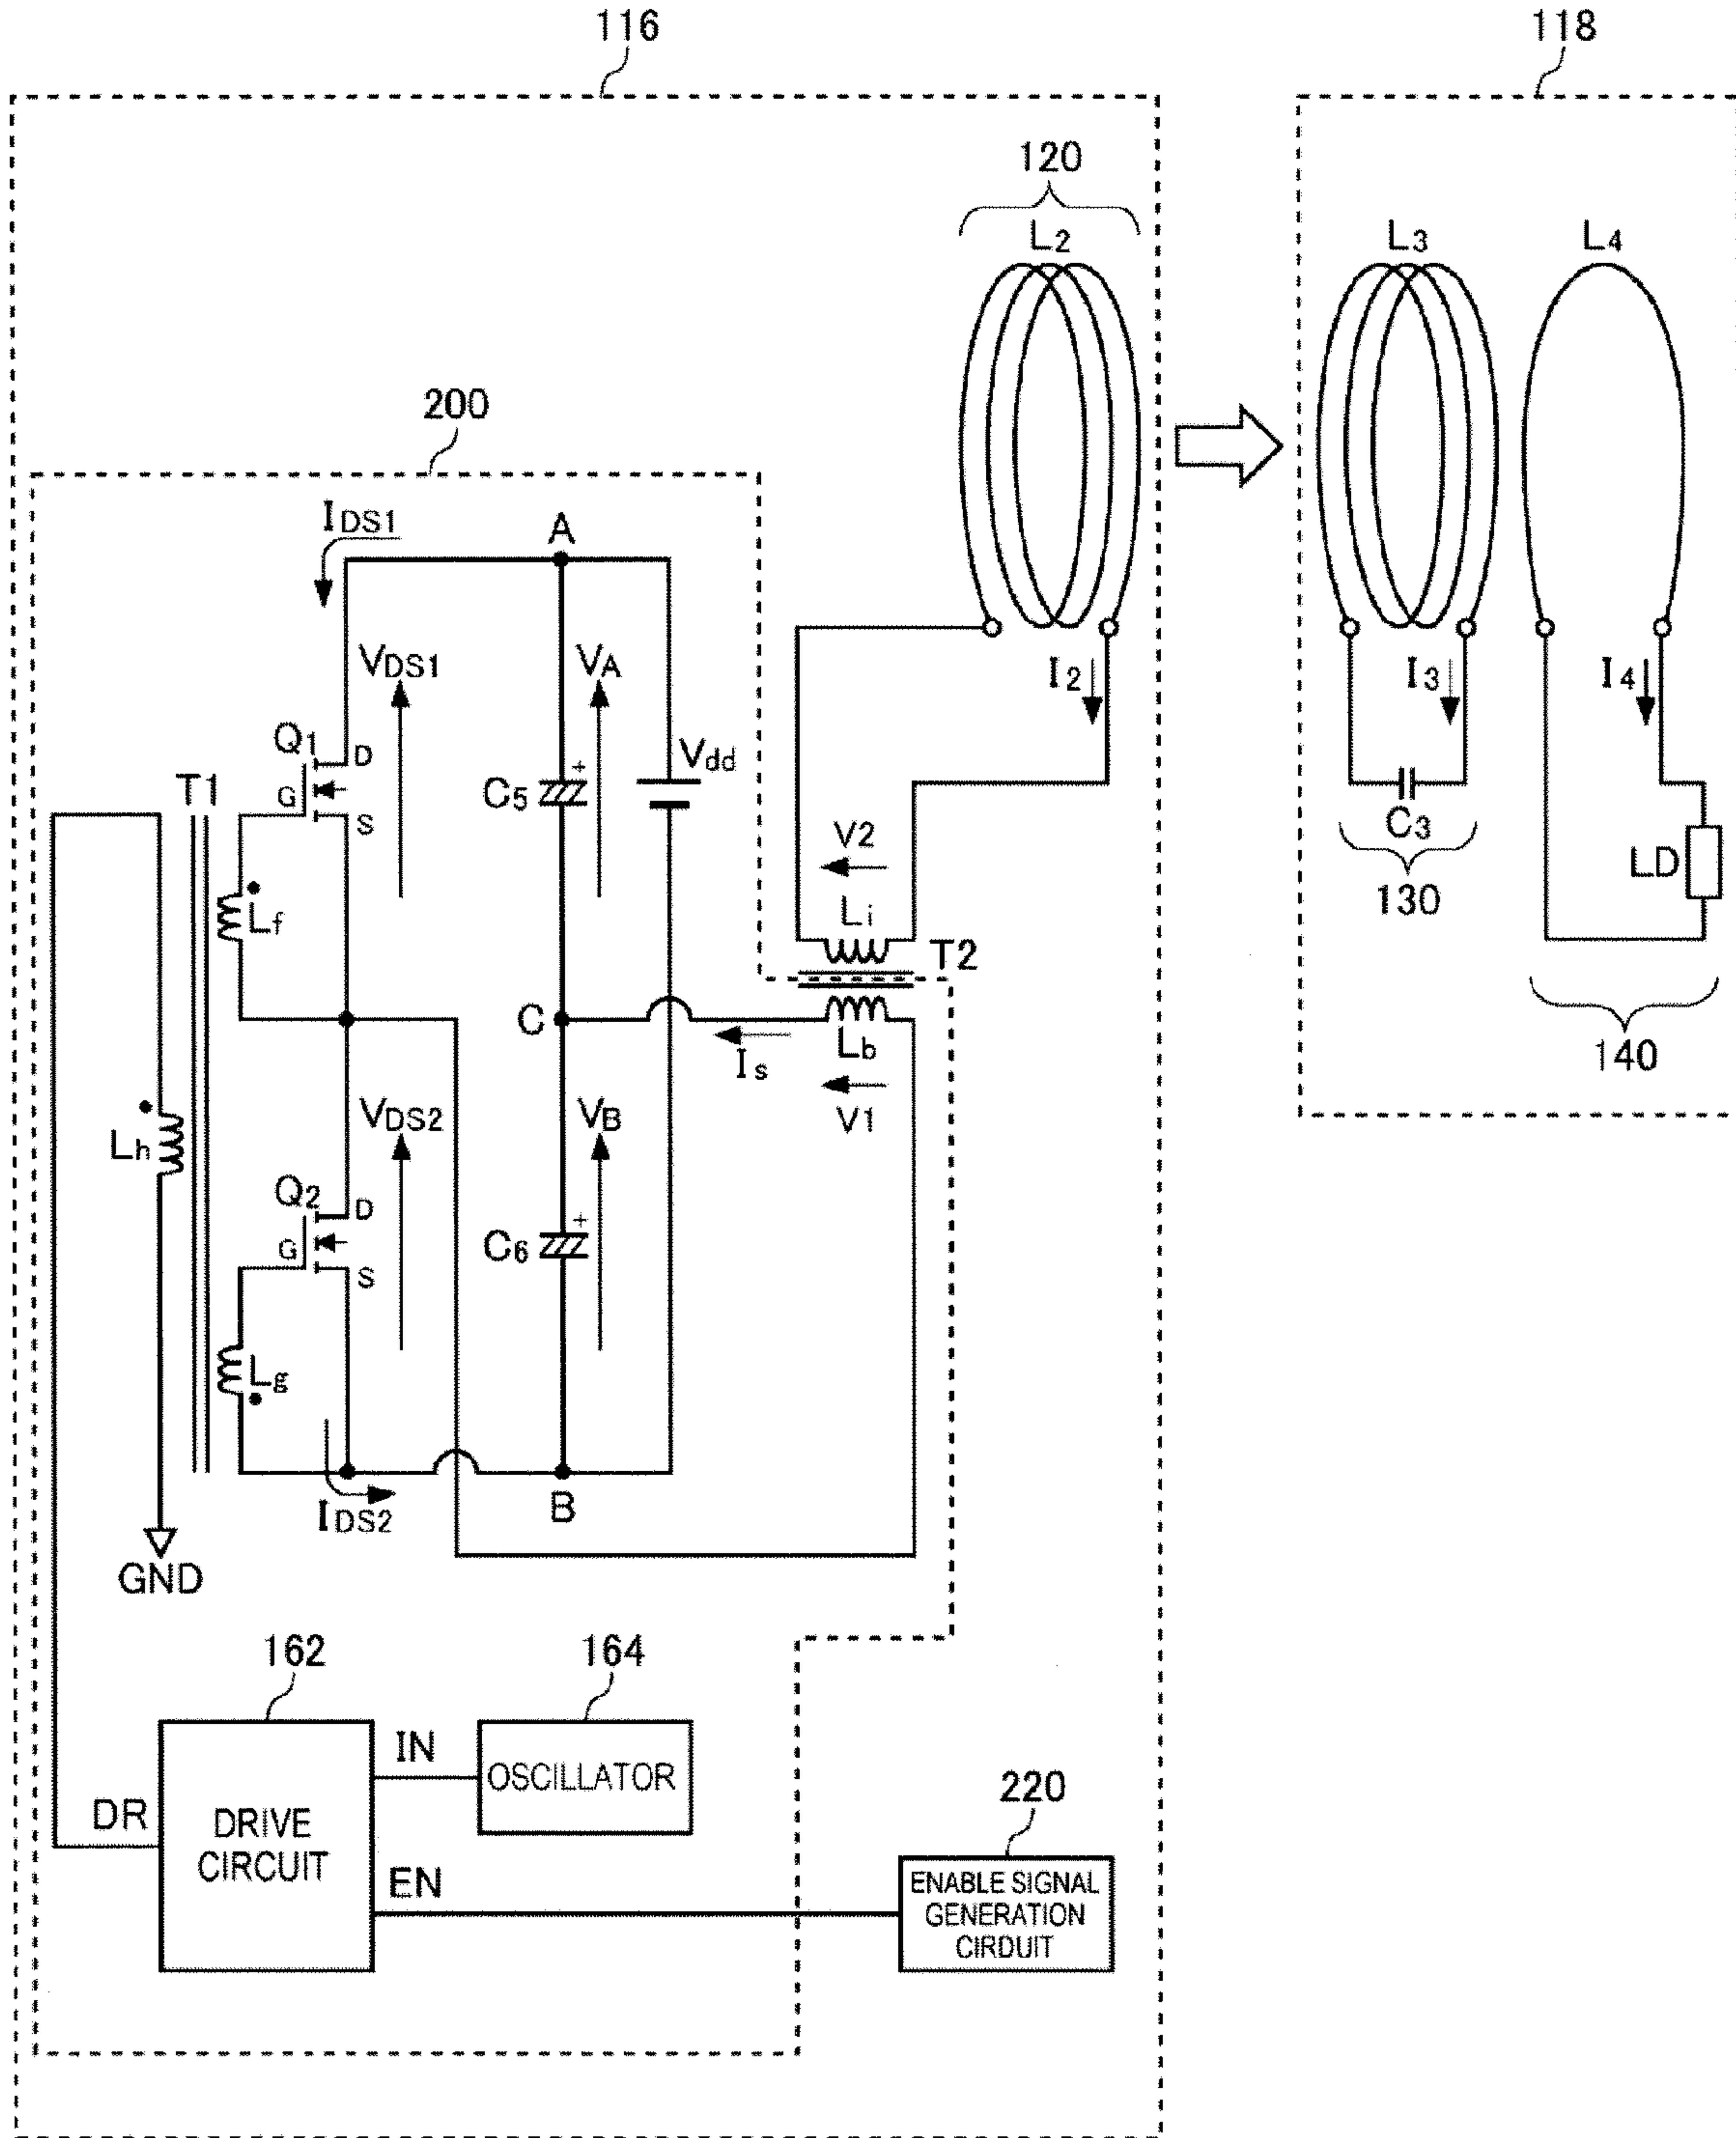 116
118
120
L2
L3
L4
200
IDS1
A
VDS1
VA
I2
I3
I4
Q1
D
G
S
T1
C5
+
Vdd
C3
LD
130
V2
Li
T2
Lf
C
Is
Lb
V1
140
Lh
VDS2
VB
Q2
D
G
S
C6
+
Lg
IDS2
B
GND
162
164
IN
OSCILLATOR
DR
DRIVE
CIRCUIT
220
EN
ENABLE SIGNAL
GENERATION
CIRDUIT